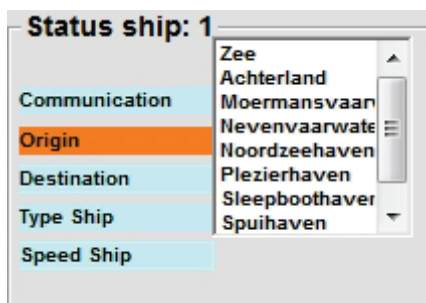 Status ship: 1
Communication
Origin
Destination
Type Ship
Speed Ship
Zee
Achterland
Moermansvaar
Nevenvaarwate
Noordzeehaven
Plezierhaven
Sleepboothaver
Spuihaven